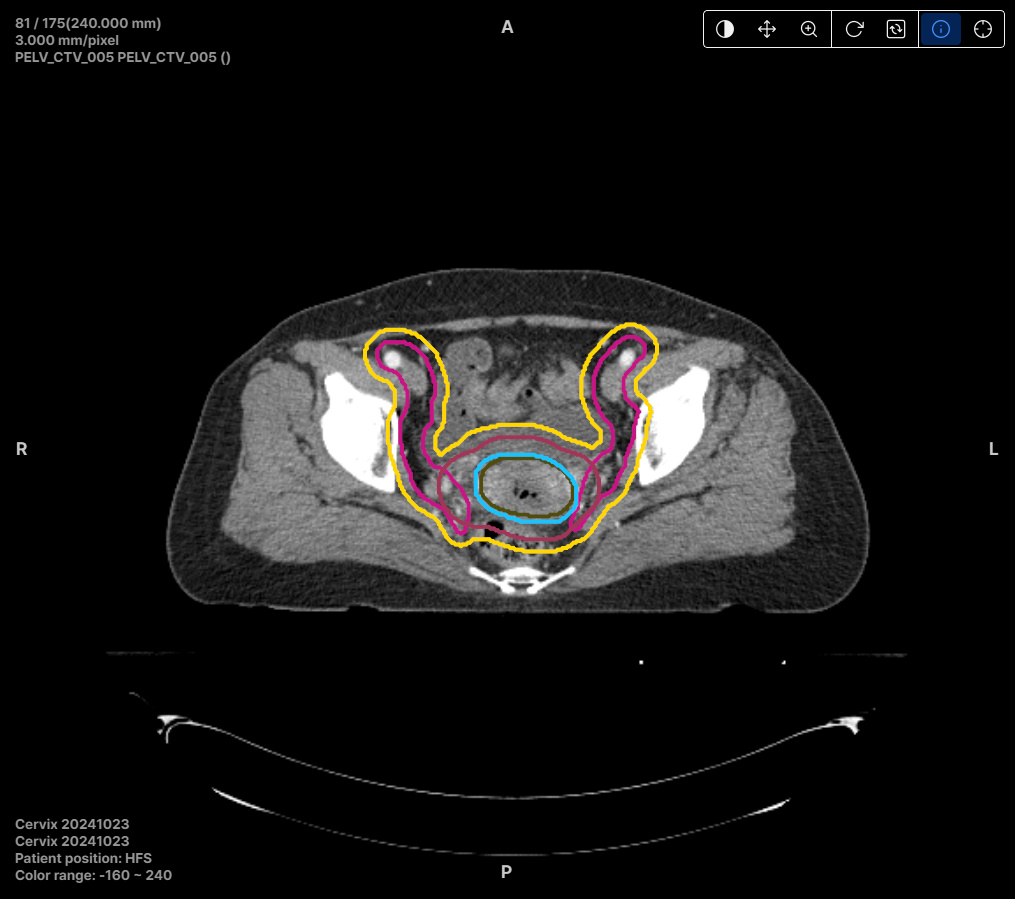 81 / 175(240.000 mm)
3.000 mm/pixel
PELV_CTV_005 PELV_CTV_005 ()
A
R
L
Cervix 20241023
Cervix 20241023
Patient position: HFS
Color range: -160 ~ 240
P